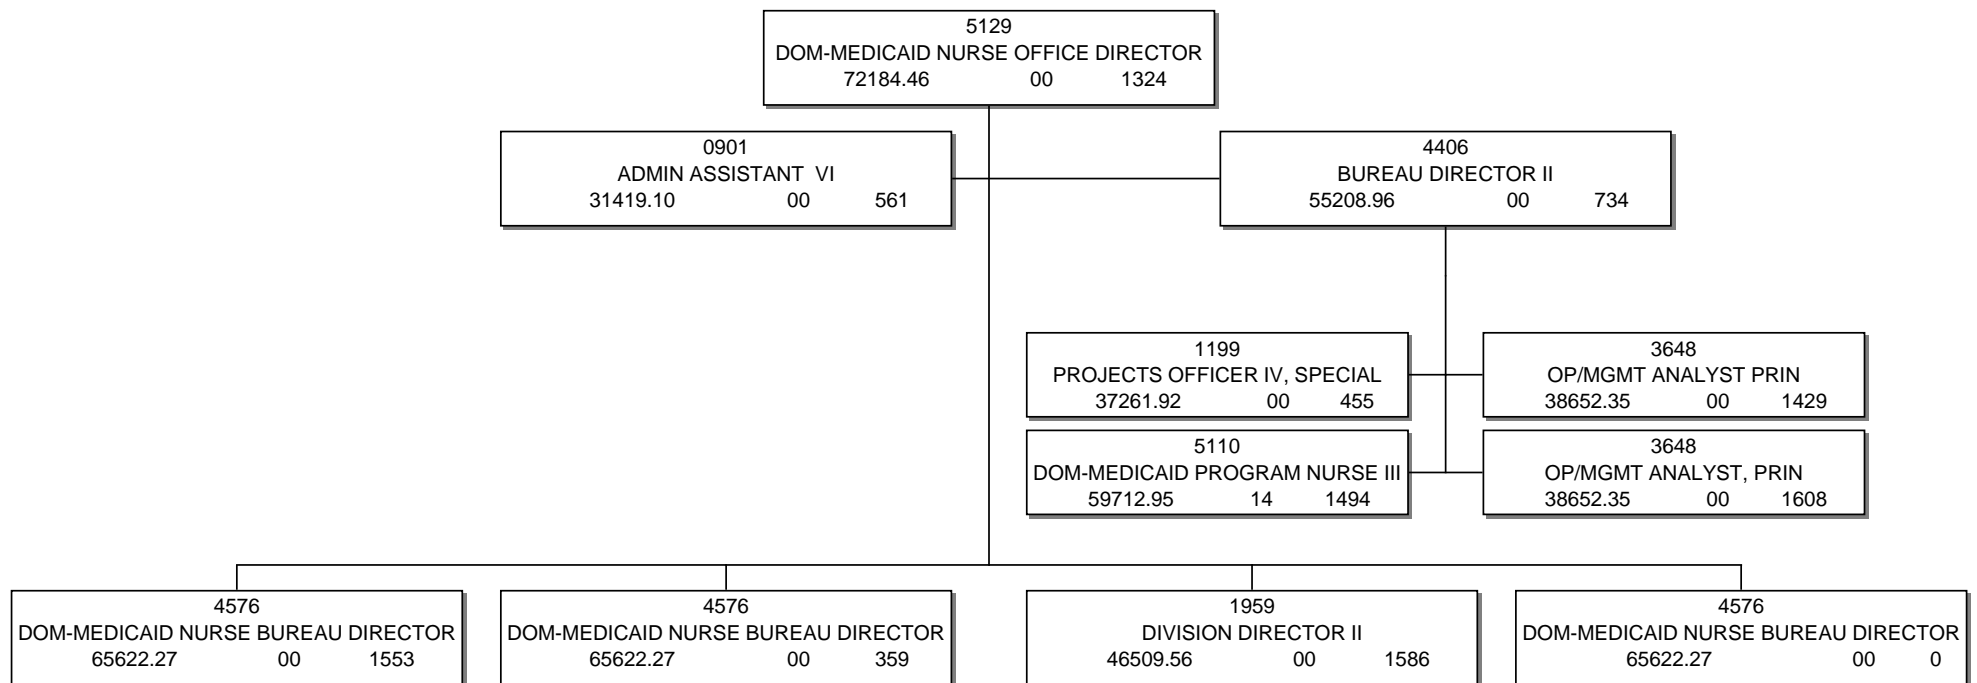 5129
DOM-MEDICAID NURSE OFFICE DIRECTOR
72184.46 00 1324
0901
ADMIN ASSISTANT  VI
31419.10 00 561
4406
BUREAU DIRECTOR II
55208.96 00 734
1199
PROJECTS OFFICER IV, SPECIAL
37261.92 00 455
3648
OP/MGMT ANALYST PRIN
38652.35 00 1429
5110
DOM-MEDICAID PROGRAM NURSE III
59712.95 14 1494
3648
OP/MGMT ANALYST, PRIN
38652.35 00 1608
4576
DOM-MEDICAID NURSE BUREAU DIRECTOR
65622.27 00 1553
4576
DOM-MEDICAID NURSE BUREAU DIRECTOR
65622.27 00 359
1959
DIVISION DIRECTOR II
46509.56 00 1586
4576
DOM-MEDICAID NURSE BUREAU DIRECTOR
65622.27 00 0